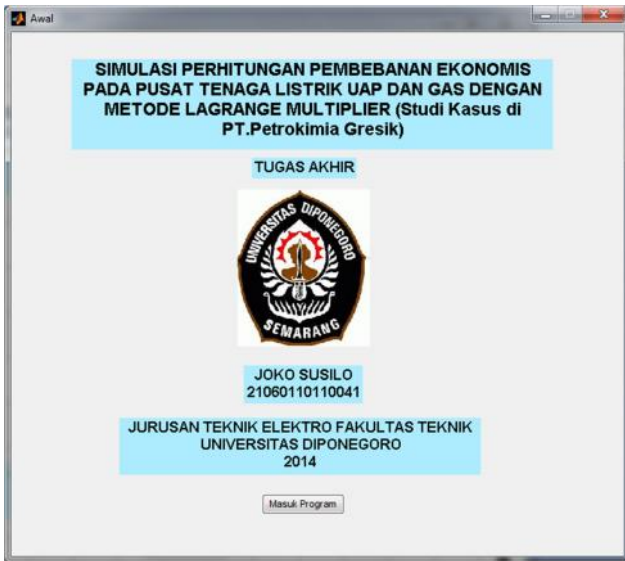 Awal
SIMULASI PERHITUNGAN PEMBEBANAN EKONOMIS
PADA PUSAT TENAGA LISTRIK UAP DAN GAS DENGAN
METODE LAGRANGE MULTIPLIER (Studi Kasus di
PT.Petrokimia Gresik)
TUGAS AKHIR
UNIVERSITAS DIPONEGORO
SEMARANG
JOKO SUSILO
21060110110041
JURUSAN TEKNIK ELEKTRO FAKULTAS TEKNIK
UNIVERSITAS DIPONEGORO
2014
Masuk Program